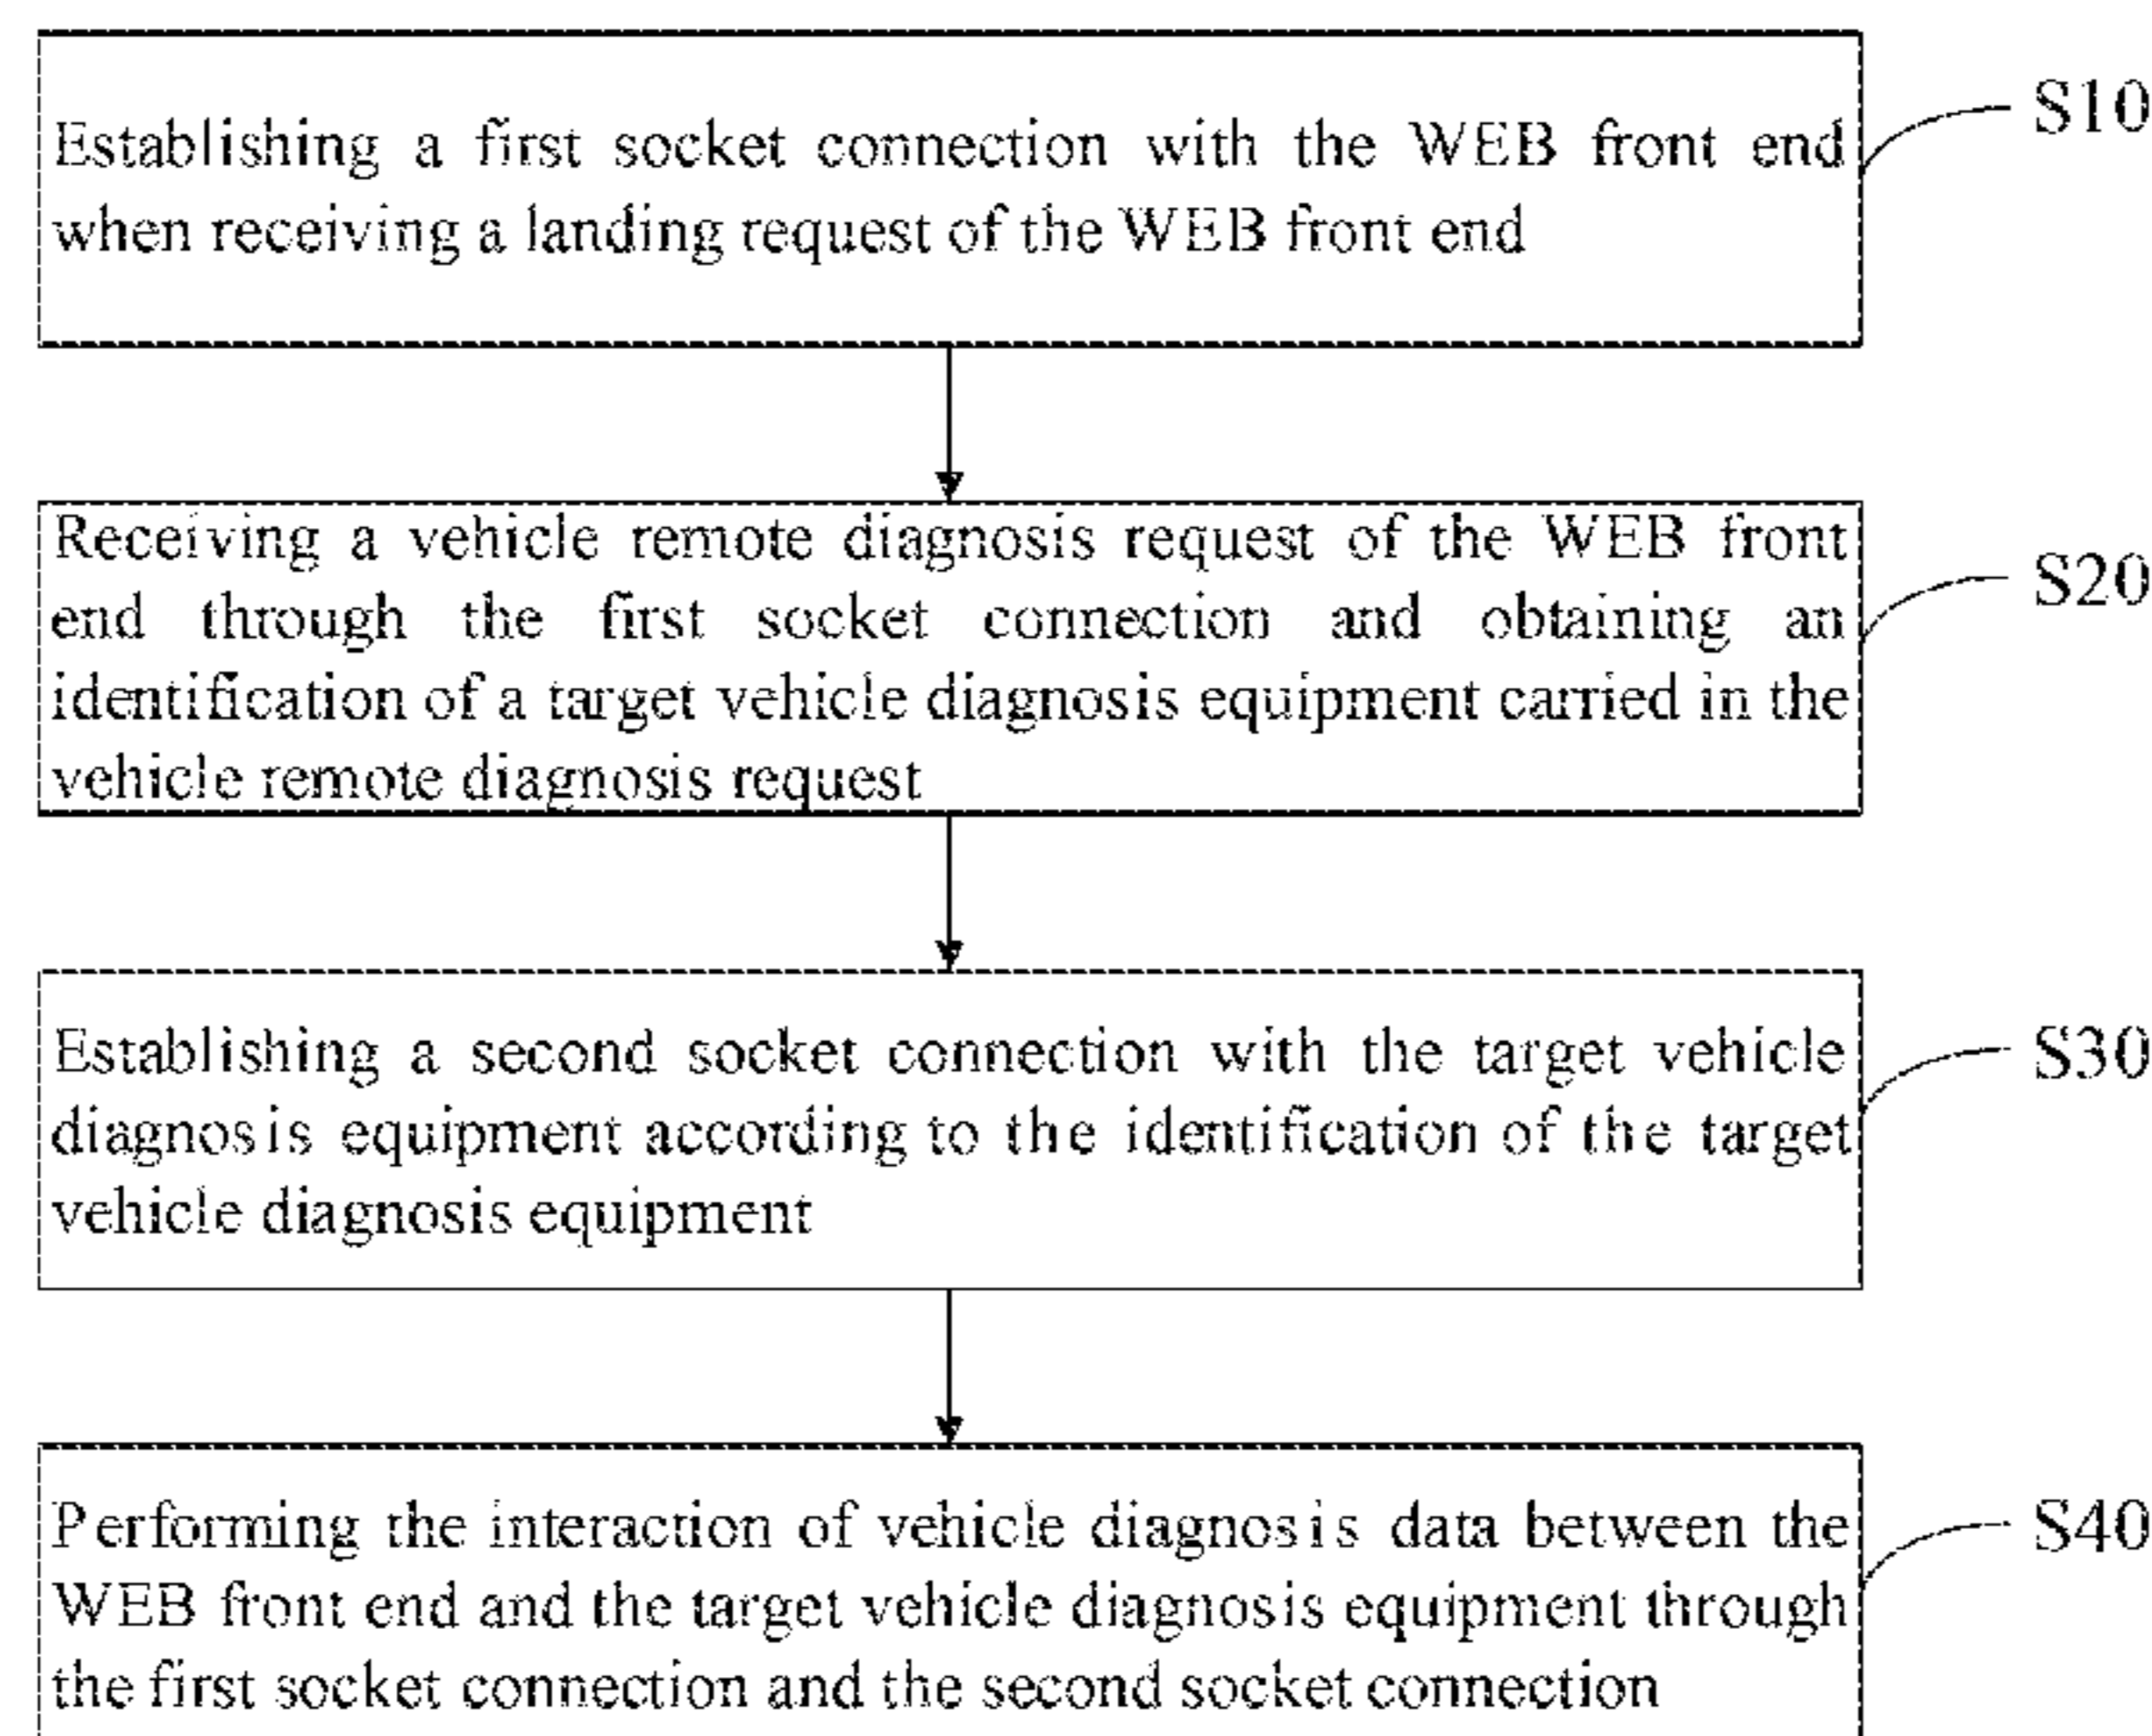 Establishing a first socket connection with the WEB front end
when receiving a landing request of the WEB front end
S10
Receiving a vehicle remote diagnosis request of the WEB front
end through the first socket connection and obtaining an
identification of a target vehicle diagnosis equipment carried in the
vehicle remote diagnosis request
S20
Establishing a second socket connection with the target vehicle
diagnosis equipment according to the identification of the target
vehicle diagnosis equipment
S30
Performing the interaction of vehicle diagnosis data between the
WEB front end and the target vehicle diagnosis equipment through
the first socket connection and the second socket connection
S40